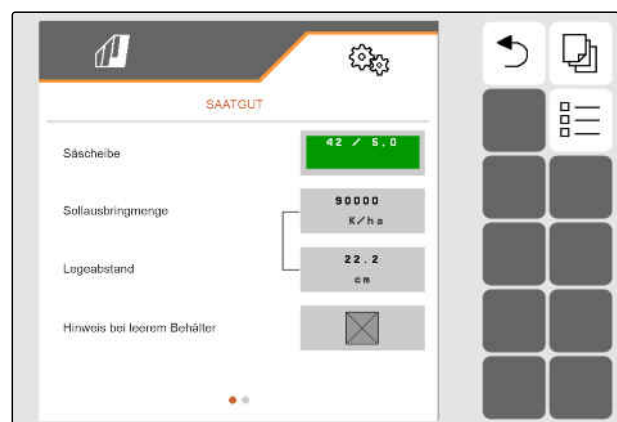 SAATGUT
Säscheibe
42 / 5,0
Sollausbringmenge
90000
K/ha
Legeabstand
22.2
cm
Hinweis bei leerem Behälter